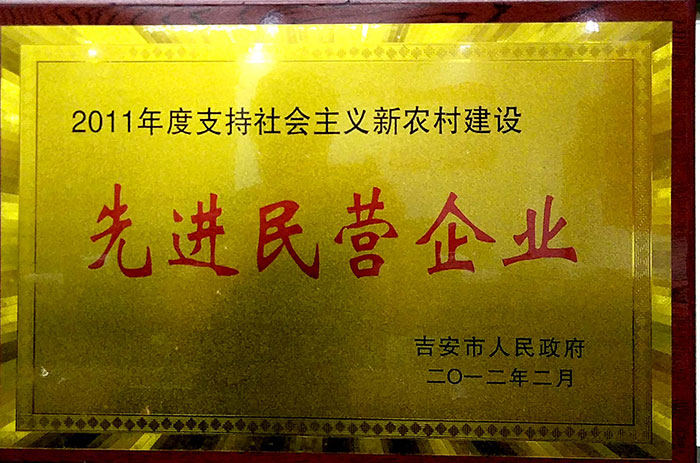 2011年度支持社会主义新农村建设
先进民营企业
吉安市人民政府
二〇一二年二月